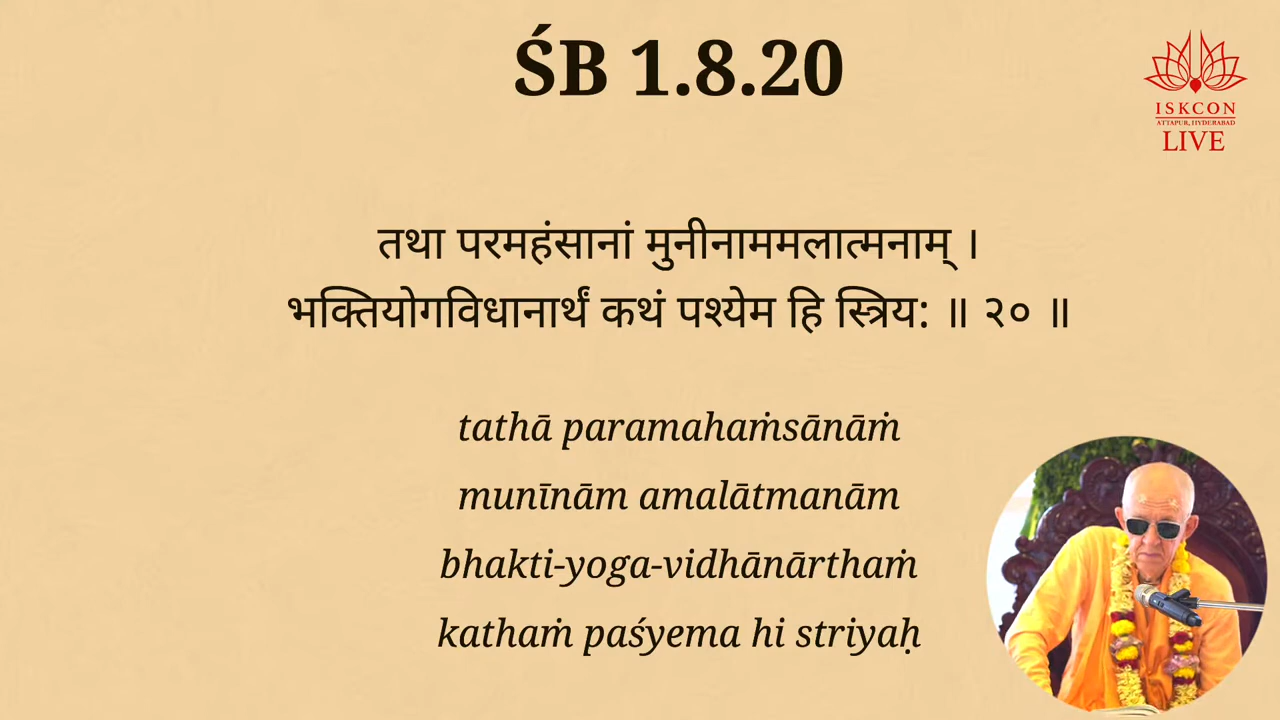 ŚB 1.8.20
ISKCON
ATTAPUR, HYDERABAD
LIVE
तथा परमहंसानां मुनीनाममलात्मनाम् ।
भक्तियोगविधानार्थं कथं पश्येम हि स्त्रिय: ॥ २० ॥
tathā paramahaṁsānāṁ
munīnām amalātmanām
bhakti-yoga-vidhānārthaṁ
kathaṁ paśyema hi striyaḥ